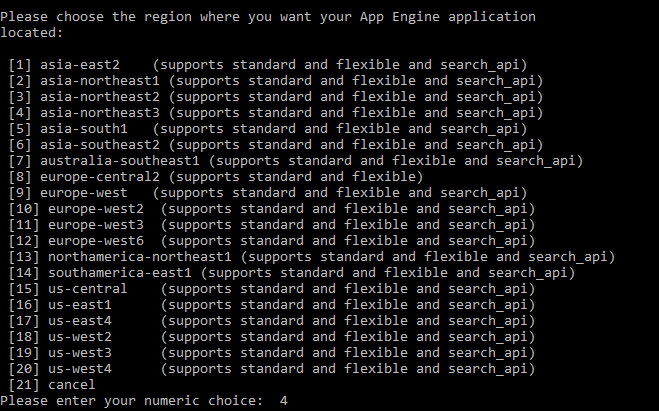 Please choose the region where you want your App Engine application
located:
[1] asia-east2    (supports standard and flexible and search_api)
[2] asia-northeast1 (supports standard and flexible and search_api)
[3] asia-northeast2 (supports standard and flexible and search_api)
[4] asia-northeast3 (supports standard and flexible and search_api)
[5] asia-south1   (supports standard and flexible and search_api)
[6] asia-southeast2 (supports standard and flexible and search_api)
[7] australia-southeast1 (supports standard and flexible and search_api)
[8] europe-central2 (supports standard and flexible)
[9] europe-west   (supports standard and flexible and search_api)
[10] europe-west2  (supports standard and flexible and search_api)
[11] europe-west3  (supports standard and flexible and search_api)
[12] europe-west6  (supports standard and flexible and search_api)
[13] northamerica-northeast1 (supports standard and flexible and search_api)
[14] southamerica-east1 (supports standard and flexible and search_api)
[15] us-central    (supports standard and flexible and search_api)
[16] us-east1      (supports standard and flexible and search_api)
[17] us-east4      (supports standard and flexible and search_api)
[18] us-west2      (supports standard and flexible and search_api)
[19] us-west3      (supports standard and flexible and search_api)
[20] us-west4      (supports standard and flexible and search_api)
[21] cancel
Please enter your numeric choice:  4